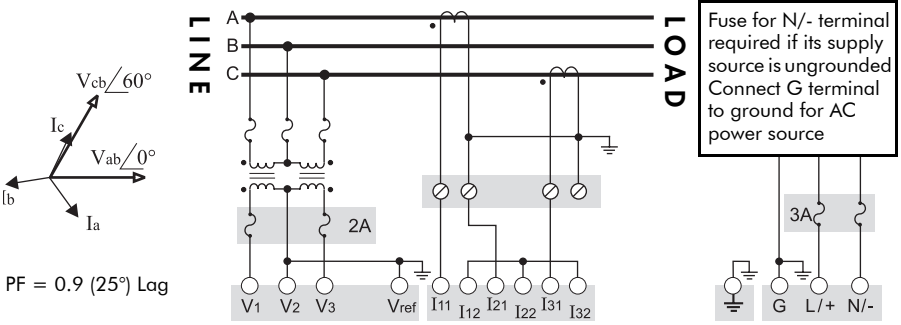 LINE
A
B
C
LOAD
Fuse for N/- terminal
required if its supply
source is ungrounded
Connect G terminal
to ground for AC
power source
Vcb/60°
Ic
Vab/0°
Ib
Ia
PF = 0.9 (25°) Lag
2A
3A
V1 V2 V3 Vref I11 I12 I21 I22 I31 I32 G L/+ N/-